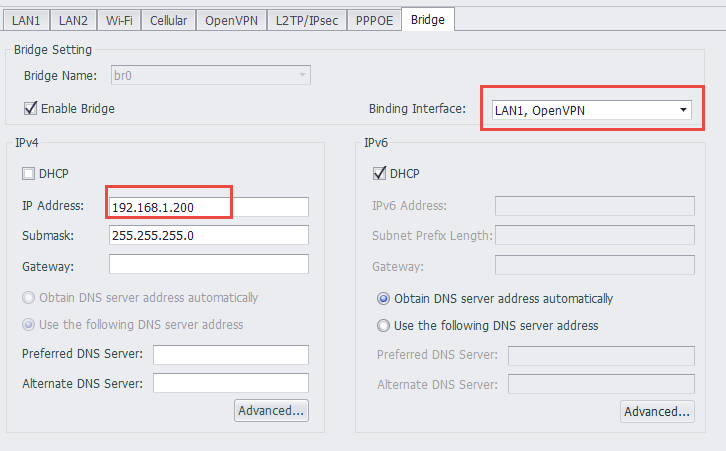 LAN1 LAN2 Wi-Fi Cellular OpenVPN L2TP/IPsec PPPOE Bridge
Bridge Setting
Bridge Name: br0
Enable Bridge Binding Interface: LAN1, OpenVPN
IPv4
DHCP
IP Address: 192.168.1.200
Submask: 255.255.255.0
Gateway:
Obtain DNS server address automatically
Use the following DNS server address
Preferred DNS Server:
Alternate DNS Server:
Advanced...
IPv6
DHCP
IPv6 Address:
Subnet Prefix Length:
Gateway:
Obtain DNS server address automatically
Use the following DNS server address
Preferred DNS Server:
Alternate DNS Server:
Advanced...